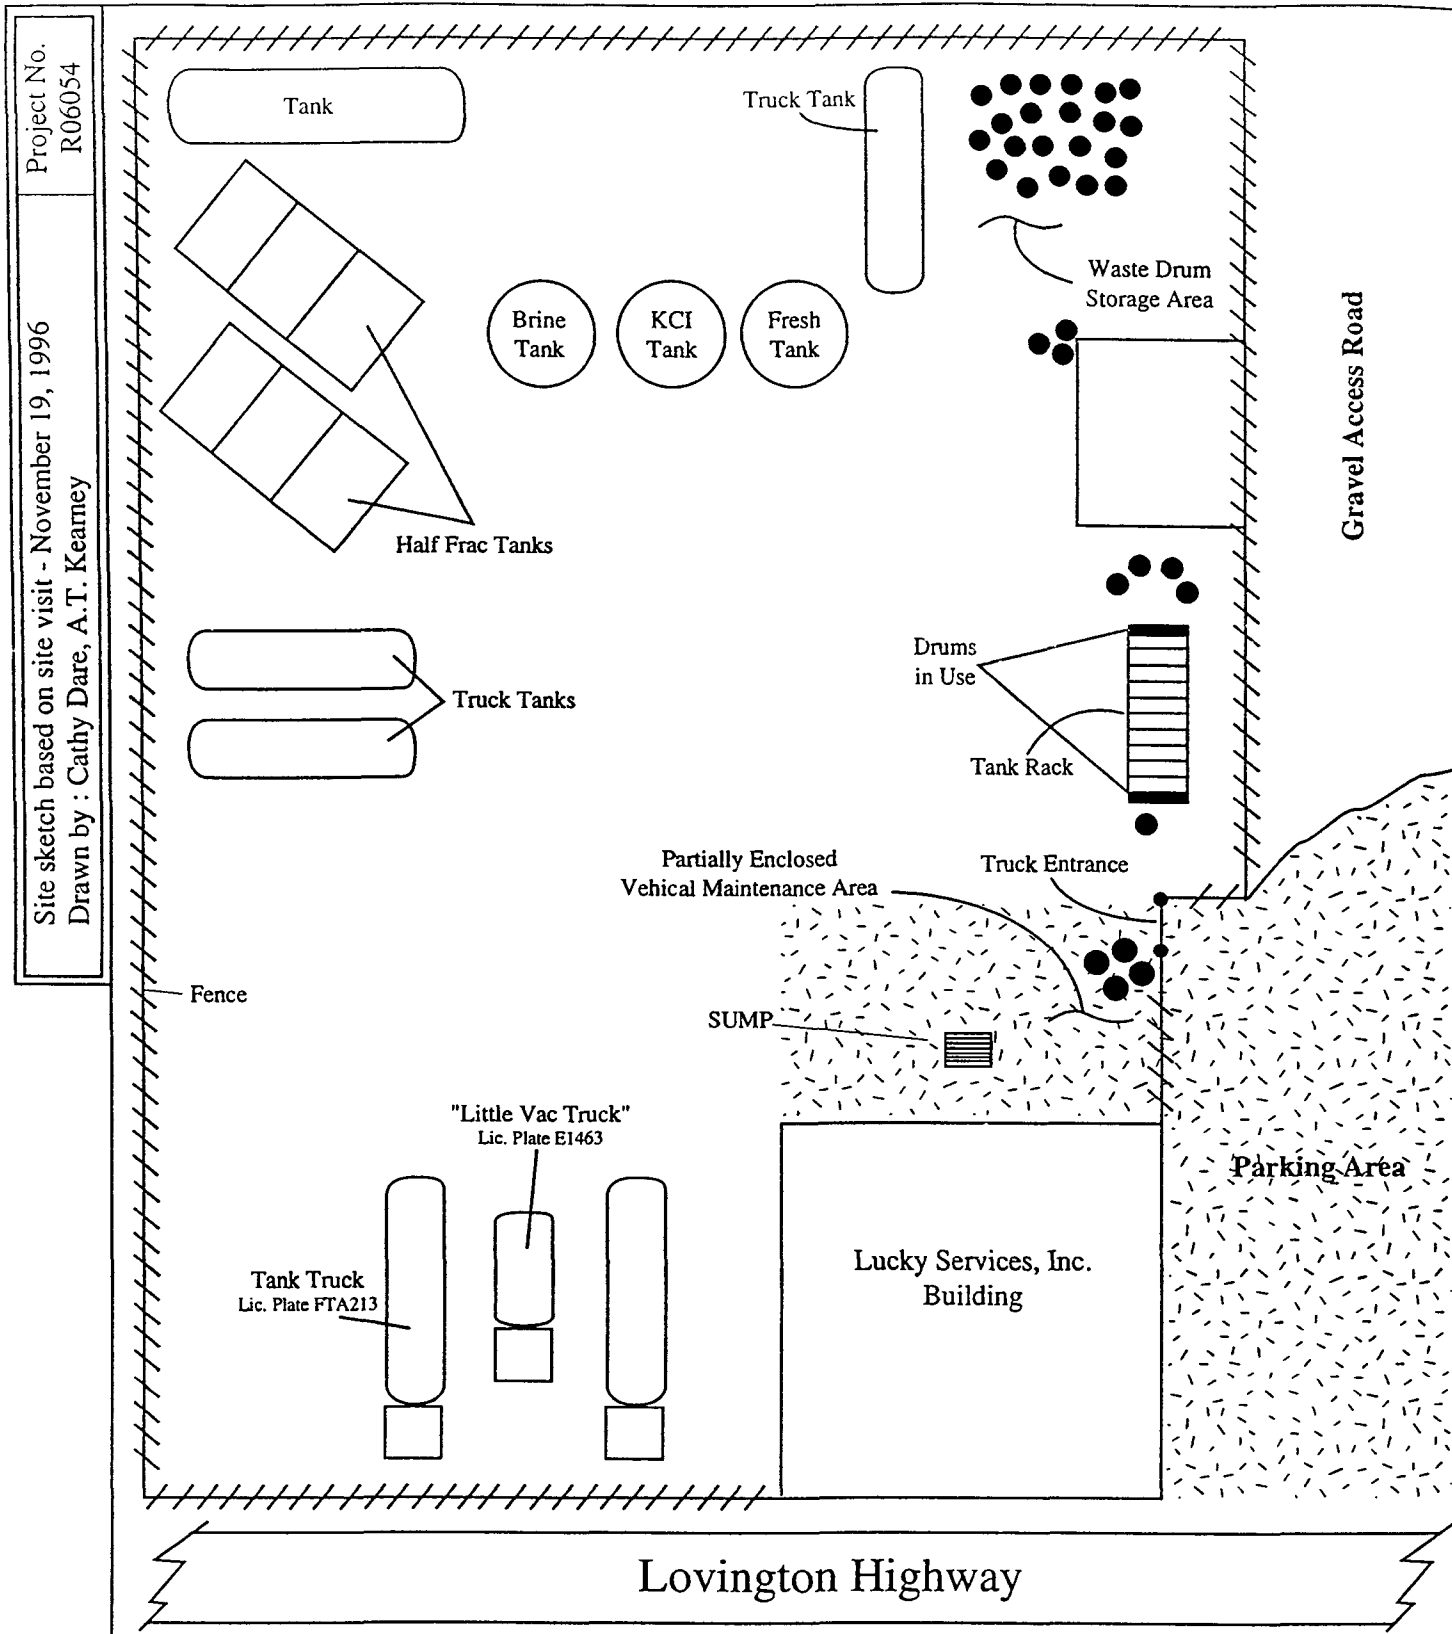 Project No.
R06054
Site sketch based on site visit - November 19, 1996
Drawn by : Cathy Dare, A.T. Kearney
Tank
Truck Tank
Waste Drum
Storage Area
Brine
Tank
KCI
Tank
Fresh
Tank
Gravel Access Road
Half Frac Tanks
Drums
in Use
Truck Tanks
Tank Rack
Partially Enclosed
Vehical Maintenance Area
Truck Entrance
Fence
SUMP
"Little Vac Truck"
Lic. Plate E1463
Parking Area
Tank Truck
Lic. Plate FTA213
Lucky Services, Inc.
Building
Lovington Highway